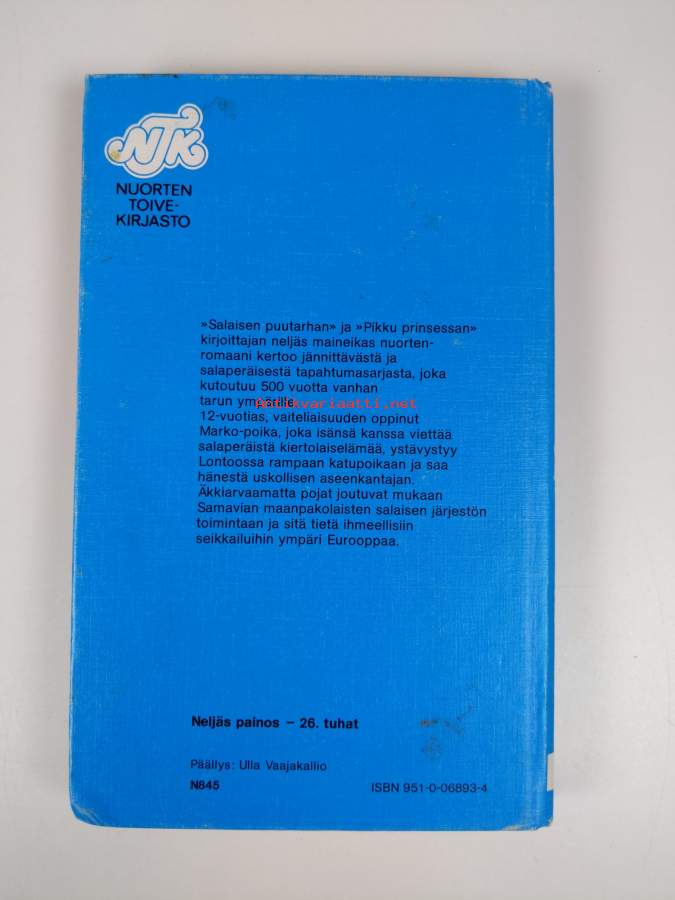 NTK
NUORTEN
TOIVE-
KIRJASTO
»Salaisen puutarhan» ja »Pikku prinsessan»
kirjoittajan neljäs maineikas nuorten-
romaani kertoo jännittävästä ja
salaperäisestä tapahtumasarjasta, joka
kutoutuu 500 vuotta vanhan
tarun ympärille.
Antikvariaatti.net
12-vuotias, vaiteliaisuuden oppinut
Marko-poika, joka isänsä kanssa viettää
salaperäistä kiertolaiselämää, ystävystyy
Lontoossa rampaan katupoikaan ja saa
hänestä uskollisen aseenkantajan.
Äkkiarvaamatta pojat joutuvat mukaan
Samavian maanpakolaisten salaisen järjestön
toimintaan ja sitä tietä ihmeellisiin
seikkailuihin ympäri Eurooppaa.
Neljäs painos – 26. tuhat
Päällys: Ulla Vaajakallio
N845 ISBN 951-0-06893-4